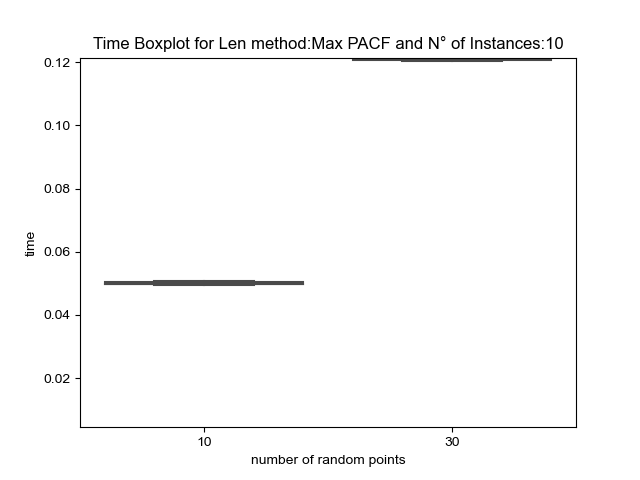 Time Boxplot for Len method:Max PACF and N° of Instances:10
0.12
0.10
0.08
0.06
0.04
0.02
time
10
30
number of random points